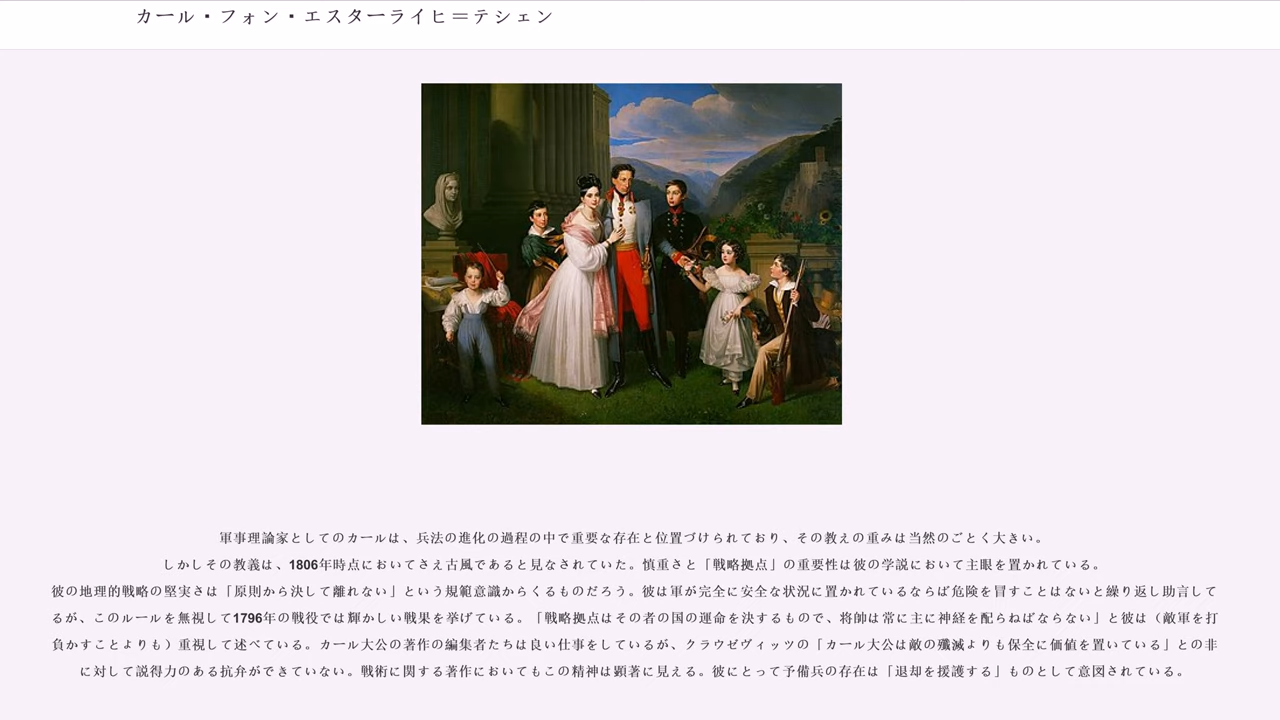 カール・フォン・エスターライヒ＝テシェン
軍事理論家としてのカールは、兵法の進化の過程の中で重要な存在と位置づけられており、その教えの重みは当然のごとく大きい。
しかしその教義は、1806年時点においてさえ古風であると見なされていた。慎重さと「戦略拠点」の重要性は彼の学説において主眼を置かれている。
彼の地理的戦略の堅実さは「原則から決して離れない」という規範意識からくるものだろう。彼は軍が完全に安全な状況に置かれているならば危険を冒すことはないと繰り返し助言して
るが、このルールを無視して1796年の戦役では輝かしい戦果を挙げている。「戦略拠点はその者の国の運命を決するもので、将帥は常に主に神経を配らねばならない」と彼は（敵軍を打
負かすことよりも）重視して述べている。カール大公の著作の編集者たちは良い仕事をしているが、クラウゼヴィッツの「カール大公は敵の殲滅よりも保全に価値を置いている」との非
に対して説得力のある抗弁ができていない。戦術に関する著作においてもこの精神は顕著に見える。彼にとって予備兵の存在は「退却を援護する」ものとして意図されている。